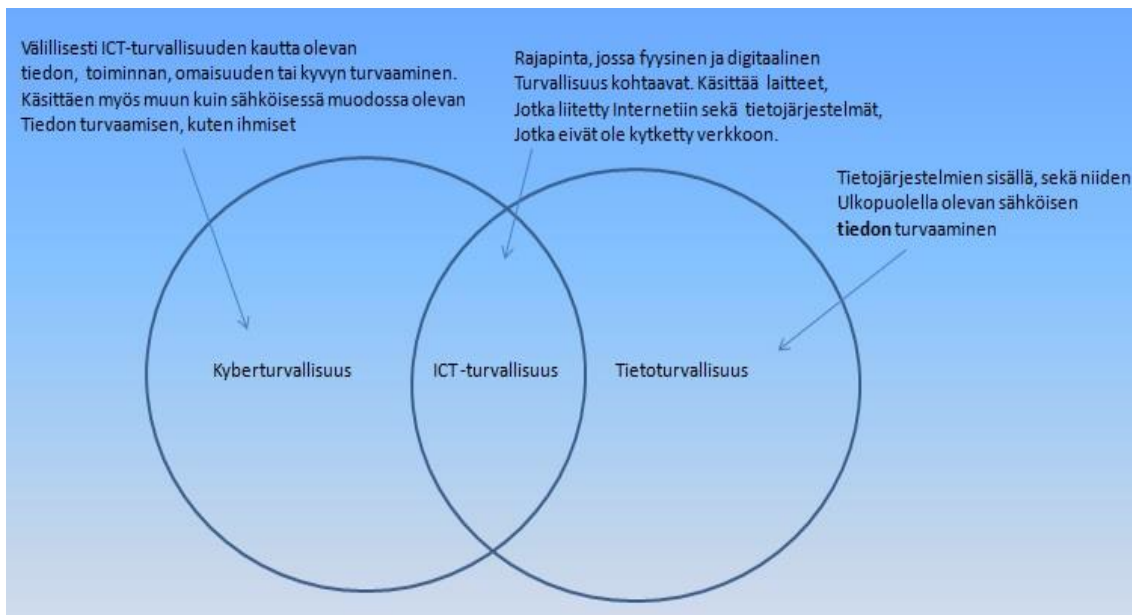 Välillisesti ICT-turvallisuuden kautta olevan
tiedon, toiminnan, omaisuuden tai kyvyn turvaaminen.
Käsittäen myös muun kuin sähköisessä muodossa olevan
Tiedon turvaamisen, kuten ihmiset
Rajapinta, jossa fyysinen ja digitaalinen
Turvallisuus kohtaavat. Käsittää laitteet,
Jotka liitetty Internetiin sekä tietojärjestelmät,
Jotka eivät ole kytketty verkkoon.
Tietojärjestelmien sisällä, sekä niiden
Ulkopuolella olevan sähköisen
tiedon turvaaminen
Kyberturvallisuus
ICT-turvallisuus
Tietoturvallisuus